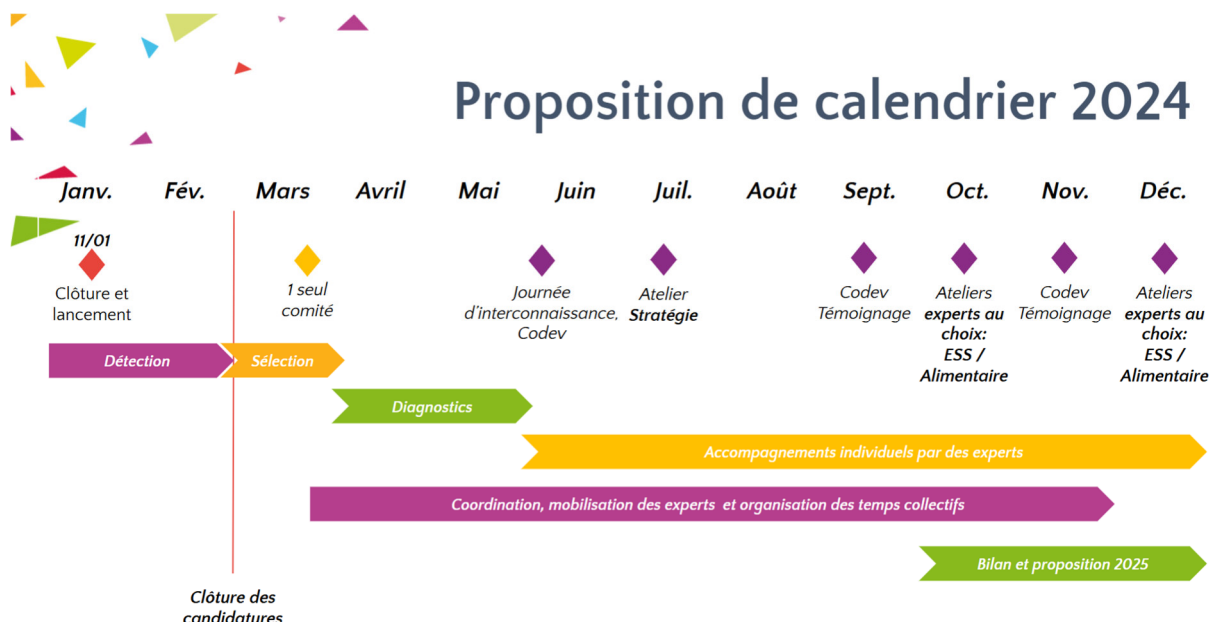 Proposition de calendrier 2024
Janv. Fév. Mars Avril Mai Juin Juil. Août Sept. Oct. Nov. Déc.
11/01
Clôture et
lancement
1 seul
comité
Journée
d'interconnaissance,
Codev
Atelier
Stratégie
Codev
Témoignage
Ateliers
experts au
choix:
ESS /
Alimentaire
Codev
Témoignage
Ateliers
experts au
choix:
ESS /
Alimentaire
Détection
Sélection
Diagnostics
Accompagnements individuels par des experts
Coordination, mobilisation des experts et organisation des temps collectifs
Bilan et proposition 2025
Clôture des
candidatures